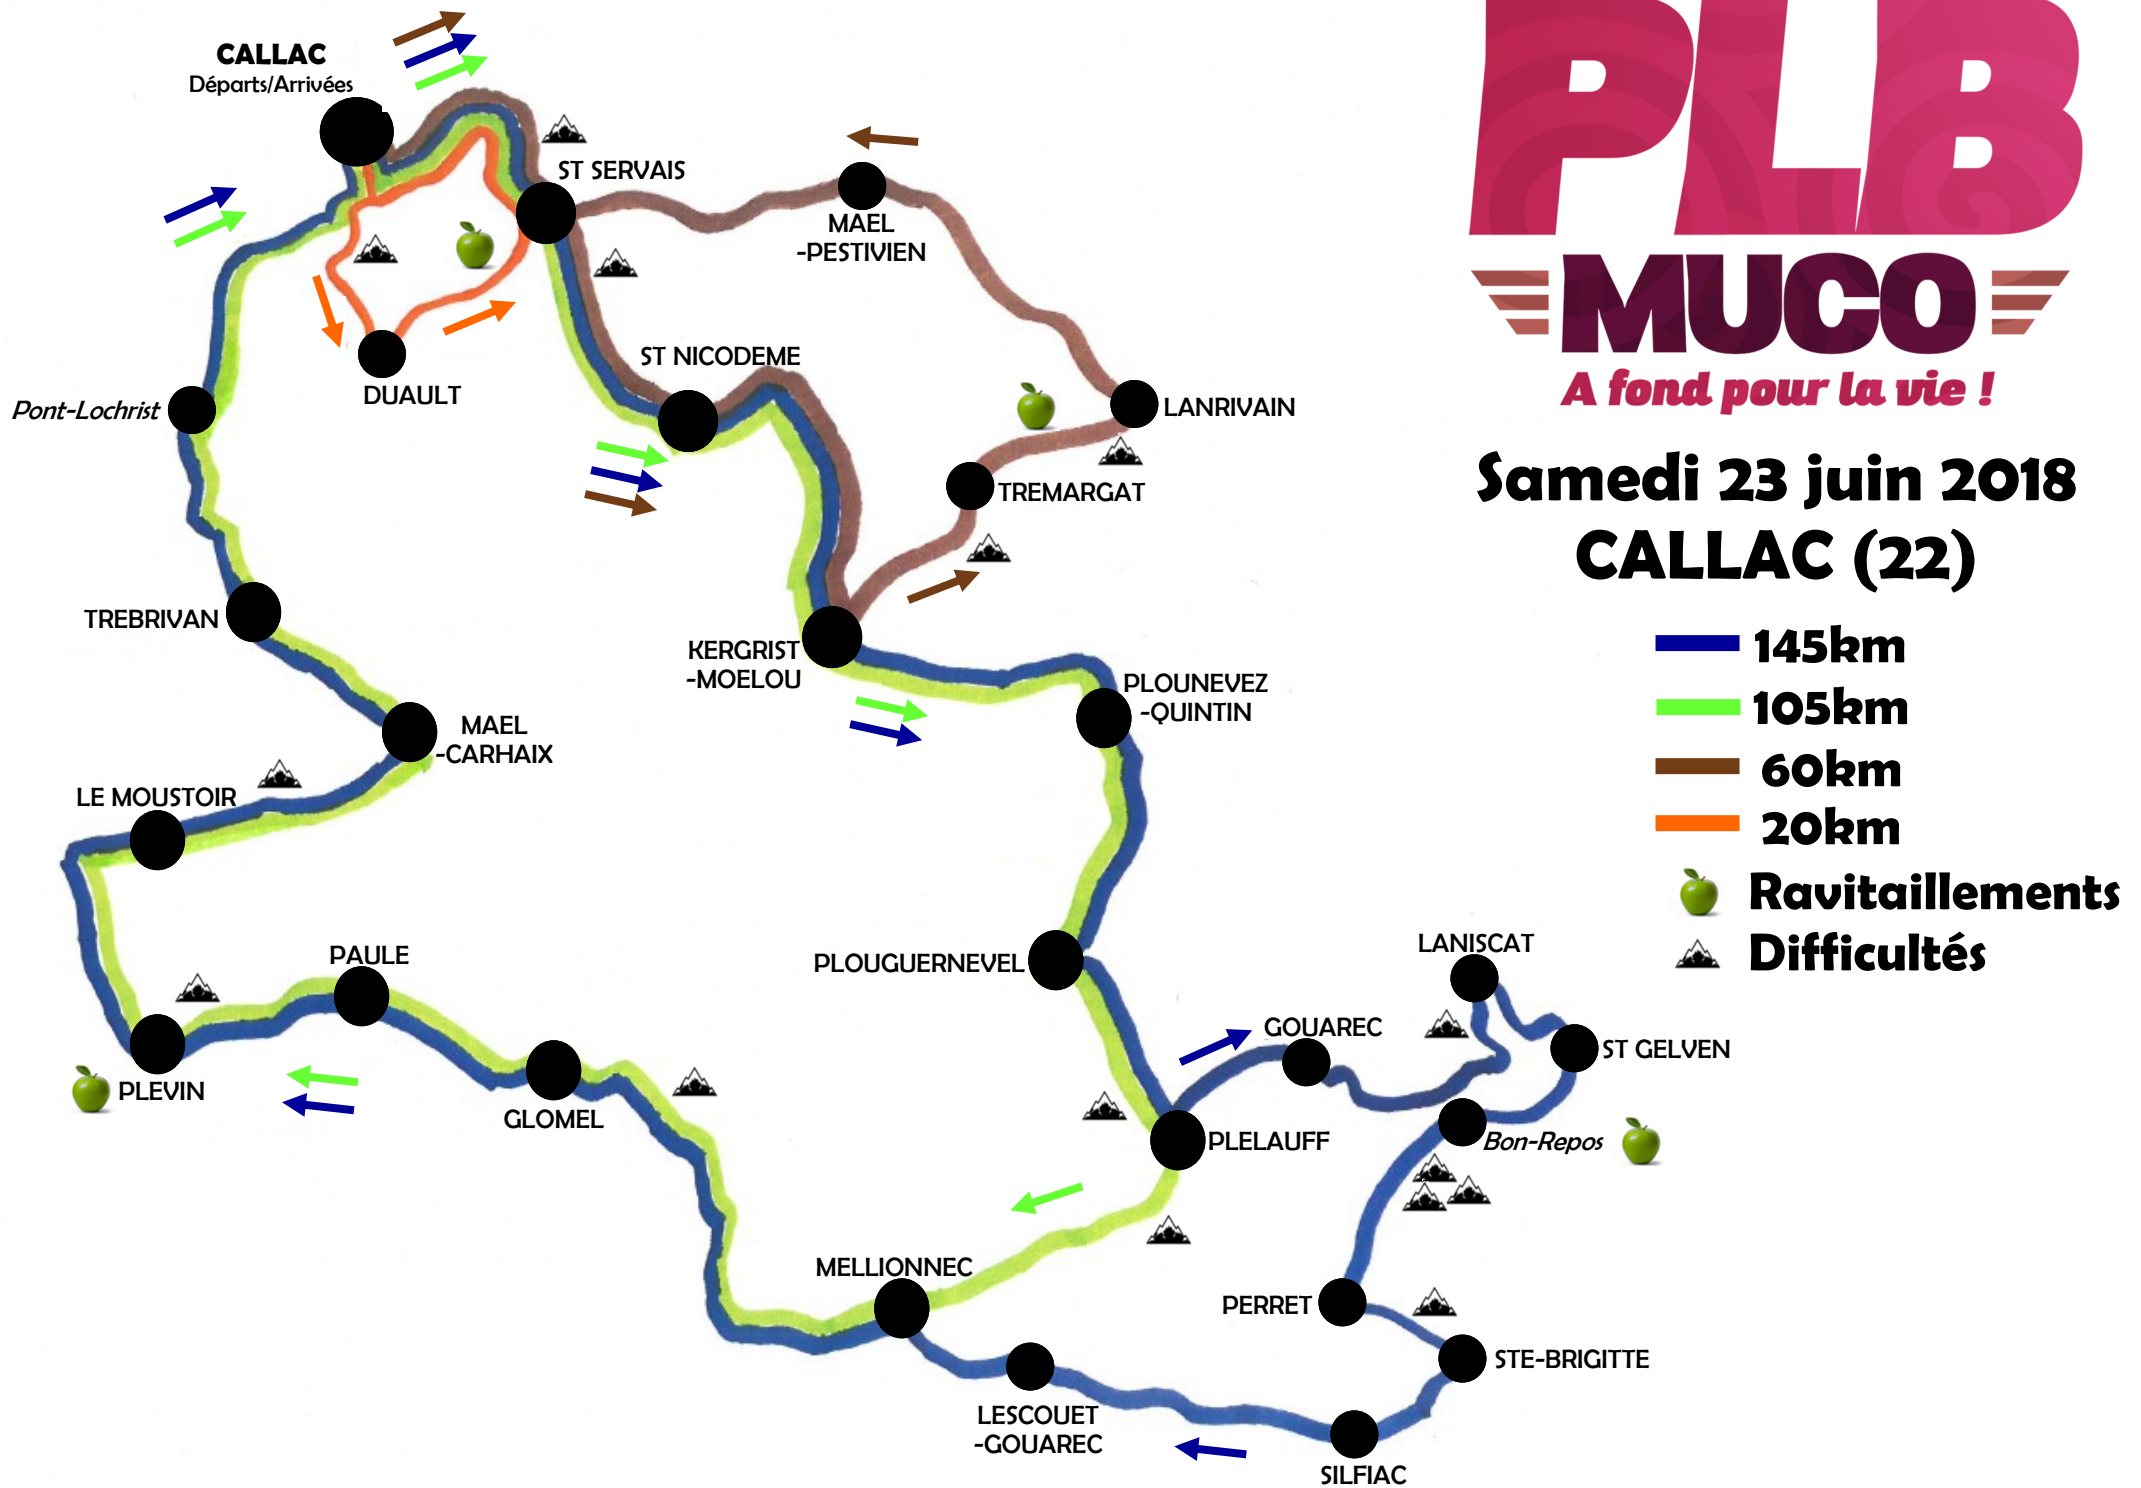 PLB
MUCO
A fond pour la vie !
Samedi 23 juin 2018
CALLAC (22)
145km
105km
60km
20km
Ravitaillements
Difficultés
CALLAC
Départs/Arrivées
ST SERVAIS
MAEL
-PESTIVIEN
DUAULT
ST NICODEME
Pont-Lochrist
LANRIVAIN
TREMARGAT
TREBRIVAN
KERGRIST
-MOELOU
PLOUNEVEZ
-QUINTIN
MAEL
-CARHAIX
LE MOUSTOIR
PAULE
PLOUGUERNEVEL
LANISCAT
GOUAREC
ST GELVEN
PLEVIN
GLOMEL
PLELAUFF
Bon-Repos
MELLIONNEC
PERRET
STE-BRIGITTE
LESCOUET
-GOUAREC
SILFIAC